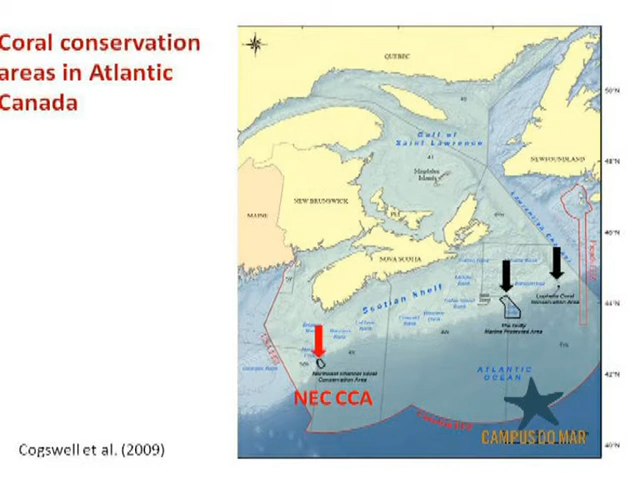 Coral conservation
areas in Atlantic
Canada
QUEBEC
50°N
Gulf of
Saint Lawrence
48°N
NEWFOUNDLAND
Magdalen
Islands
MAINE
NEW BRUNSWICK
PEI
46°N
NOVA SCOTIA
Scotian Shelf
Lophelia Coral
Conservation Area
44°N
The Gully
Marine Protected Area
Northeast Channel Coral
Conservation Area
42°N
ATLANTIC
OCEAN
NEC CCA
CAMPUS DO MAR
40°N
Cogswell et al. (2009)